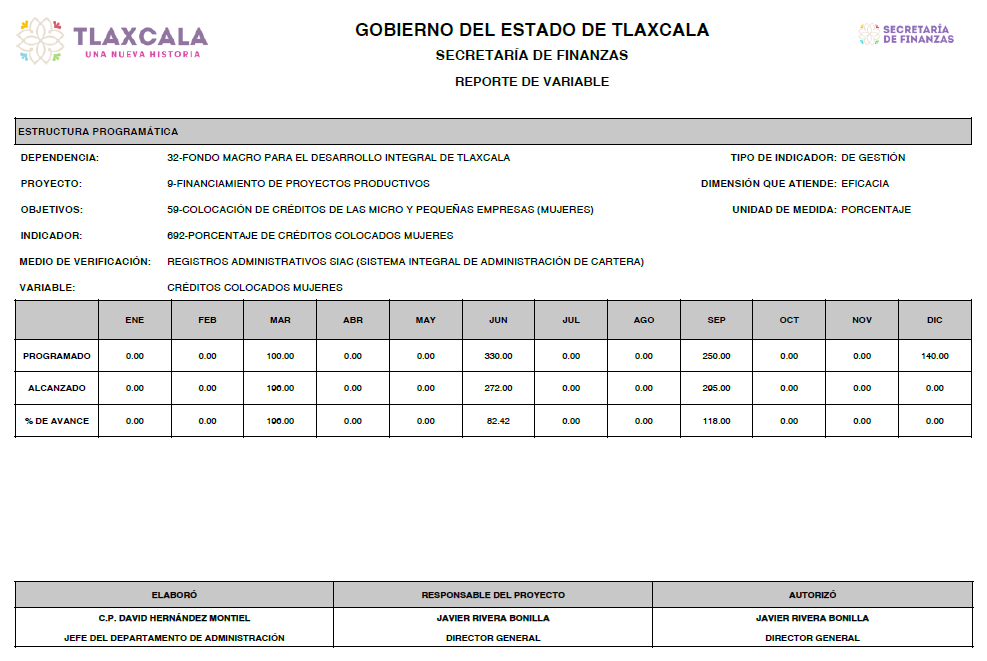 TLAXCALA
UNA NUEVA HISTORIA
GOBIERNO DEL ESTADO DE TLAXCALA
SECRETARÍA DE FINANZAS
REPORTE DE VARIABLE
SECRETARÍA
DE FINANZAS
ESTRUCTURA PROGRAMÁTICA
DEPENDENCIA: 32-FONDO MACRO PARA EL DESARROLLO INTEGRAL DE TLAXCALA TIPO DE INDICADOR: DE GESTIÓN
PROYECTO: 9-FINANCIAMIENTO DE PROYECTOS PRODUCTIVOS DIMENSIÓN QUE ATIENDE: EFICACIA
OBJETIVOS: 59-COLOCACIÓN DE CRÉDITOS DE LAS MICRO Y PEQUEÑAS EMPRESAS (MUJERES) UNIDAD DE MEDIDA: PORCENTAJE
INDICADOR: 692-PORCENTAJE DE CRÉDITOS COLOCADOS MUJERES
MEDIO DE VERIFICACIÓN: REGISTROS ADMINISTRATIVOS SIAC (SISTEMA INTEGRAL DE ADMINISTRACIÓN DE CARTERA)
VARIABLE: CRÉDITOS COLOCADOS MUJERES
ENE FEB MAR ABR MAY JUN JUL AGO SEP OCT NOV DIC
PROGRAMADO 0.00 0.00 100.00 0.00 0.00 330.00 0.00 0.00 250.00 0.00 0.00 140.00
ALCANZADO 0.00 0.00 196.00 0.00 0.00 272.00 0.00 0.00 295.00 0.00 0.00 0.00
% DE AVANCE 0.00 0.00 196.00 0.00 0.00 82.42 0.00 0.00 118.00 0.00 0.00 0.00
ELABORÓ RESPONSABLE DEL PROYECTO AUTORIZÓ
C.P. DAVID HERNÁNDEZ MONTIEL JAVIER RIVERA BONILLA JAVIER RIVERA BONILLA
JEFE DEL DEPARTAMENTO DE ADMINISTRACIÓN DIRECTOR GENERAL DIRECTOR GENERAL